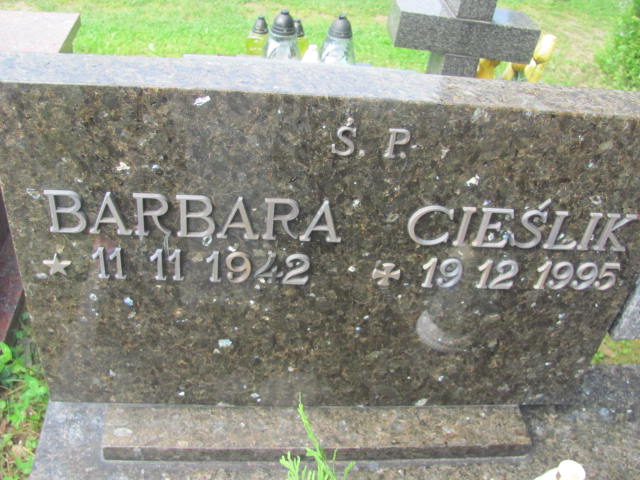 Ś. P.
BARBARA CIEŚLIK
★ 11 11 1942 ✠ 19 12 1995